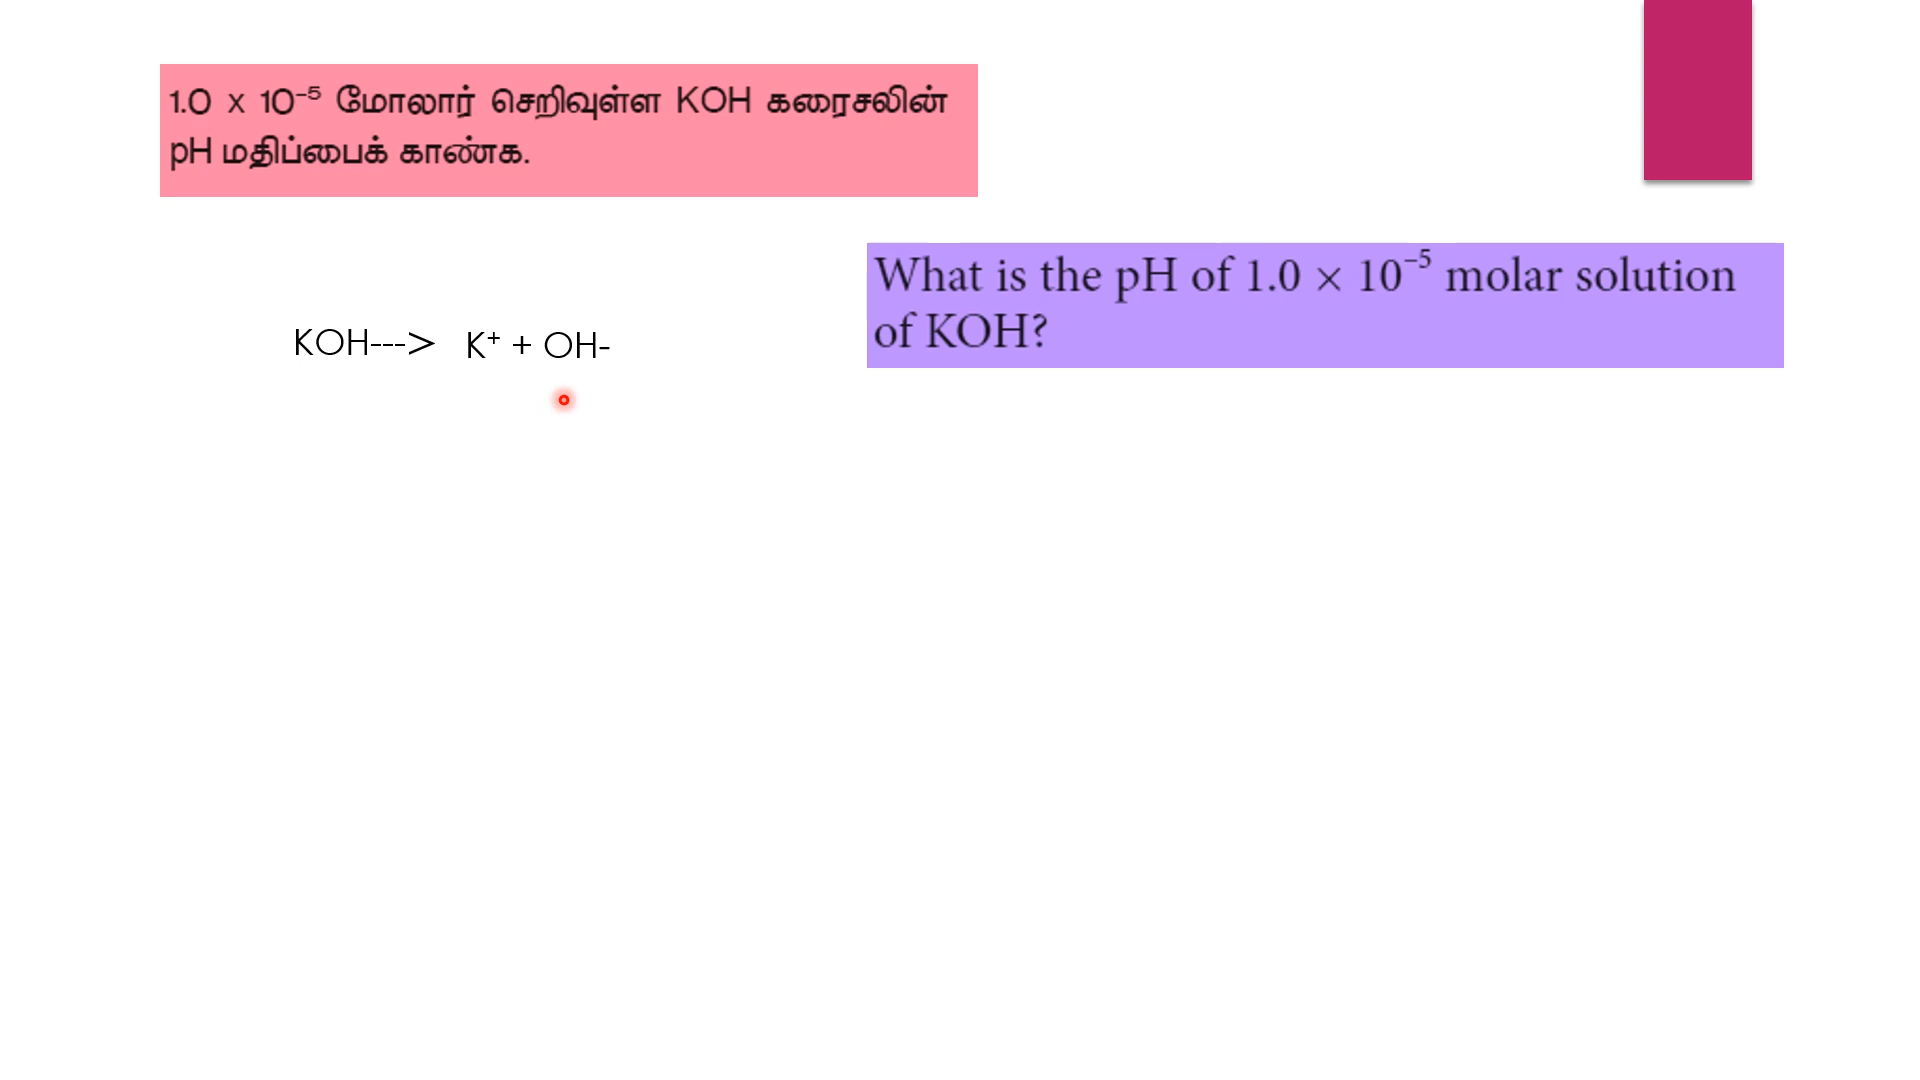 1.0 x 10⁻⁵ மோலார் செறிவுள்ள KOH கரைசலின்
pH மதிப்பைக் காண்க.
What is the pH of 1.0 × 10⁻⁵ molar solution
of KOH?
KOH---> K⁺ + OH-